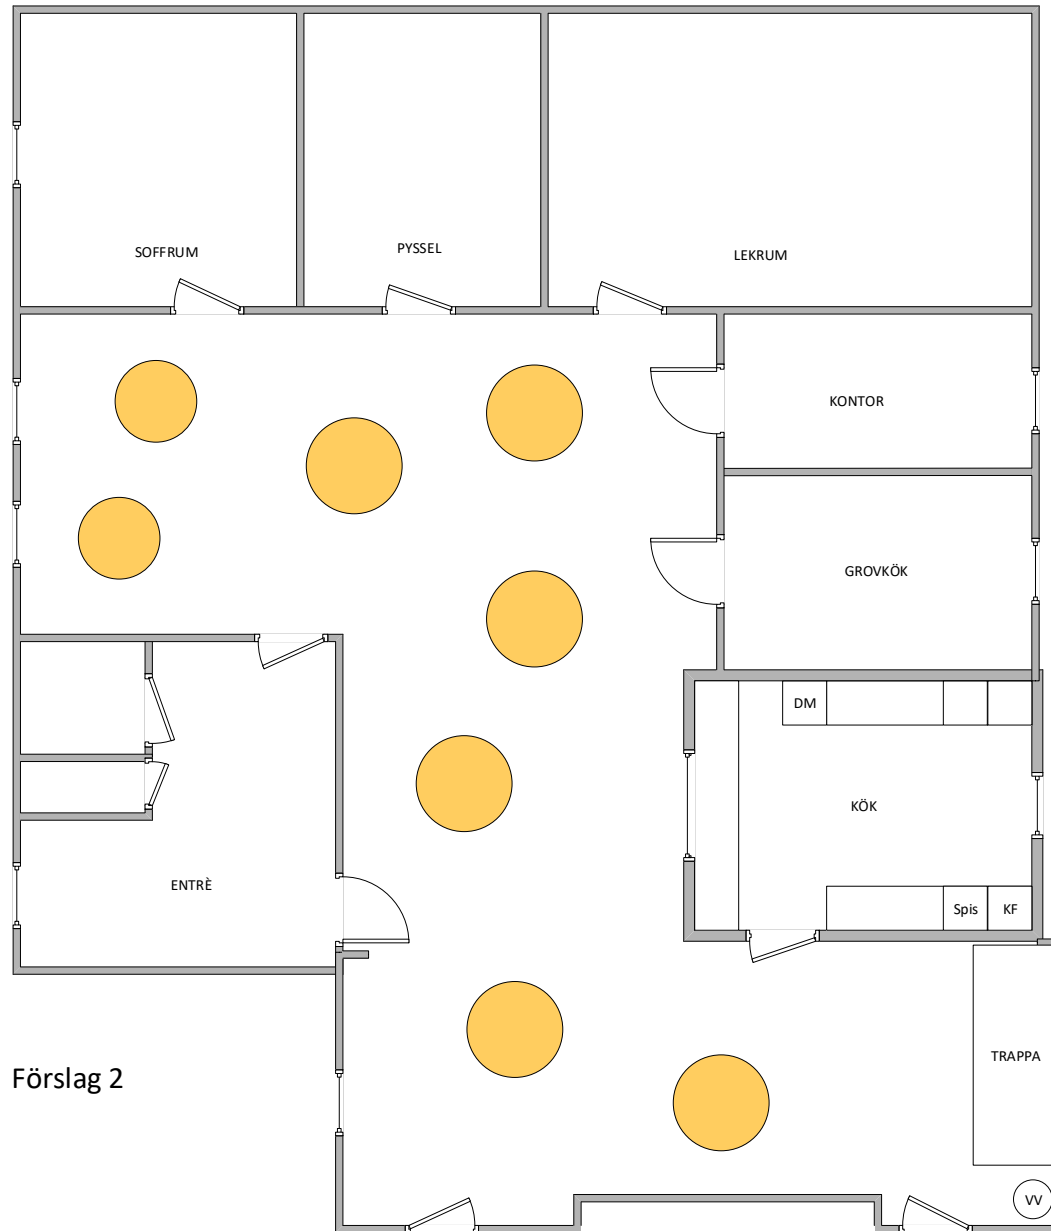 SOFFRUM
PYSSEL
LEKRUM
KONTOR
GROVKÖK
DM
KÖK
ENTRÈ
Spis
KF
TRAPPA
Förslag 2
VV